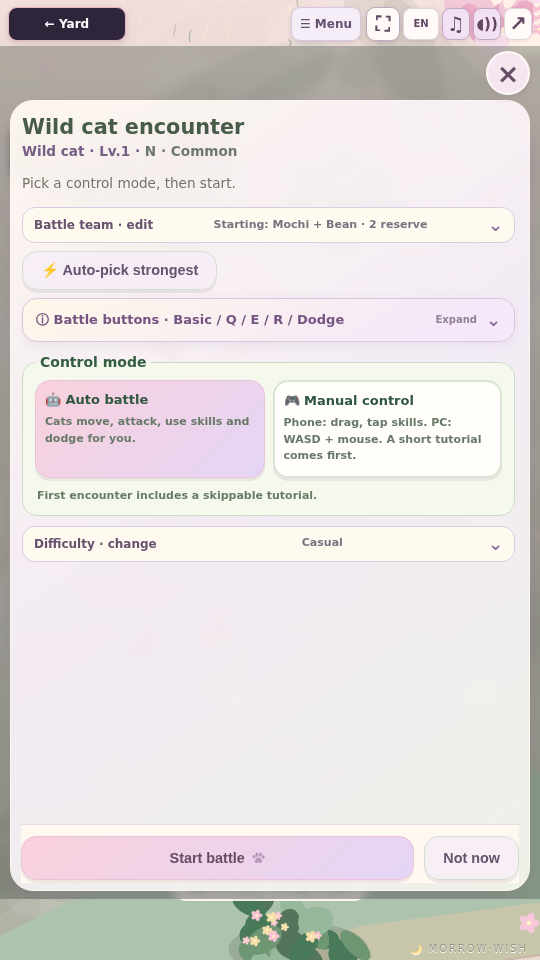 ← Yard
☰ Menu
EN
Wild cat encounter
Wild cat · Lv.1 · N · Common
Pick a control mode, then start.
Battle team · edit
Starting: Mochi + Bean · 2 reserve
⚡ Auto-pick strongest
ⓘ Battle buttons · Basic / Q / E / R / Dodge
Expand
Control mode
🤖 Auto battle
Cats move, attack, use skills and
dodge for you.
🎮 Manual control
Phone: drag, tap skills. PC:
WASD + mouse. A short tutorial
comes first.
First encounter includes a skippable tutorial.
Difficulty · change
Casual
Start battle 🐾
Not now
🌙 MORROW-WISH